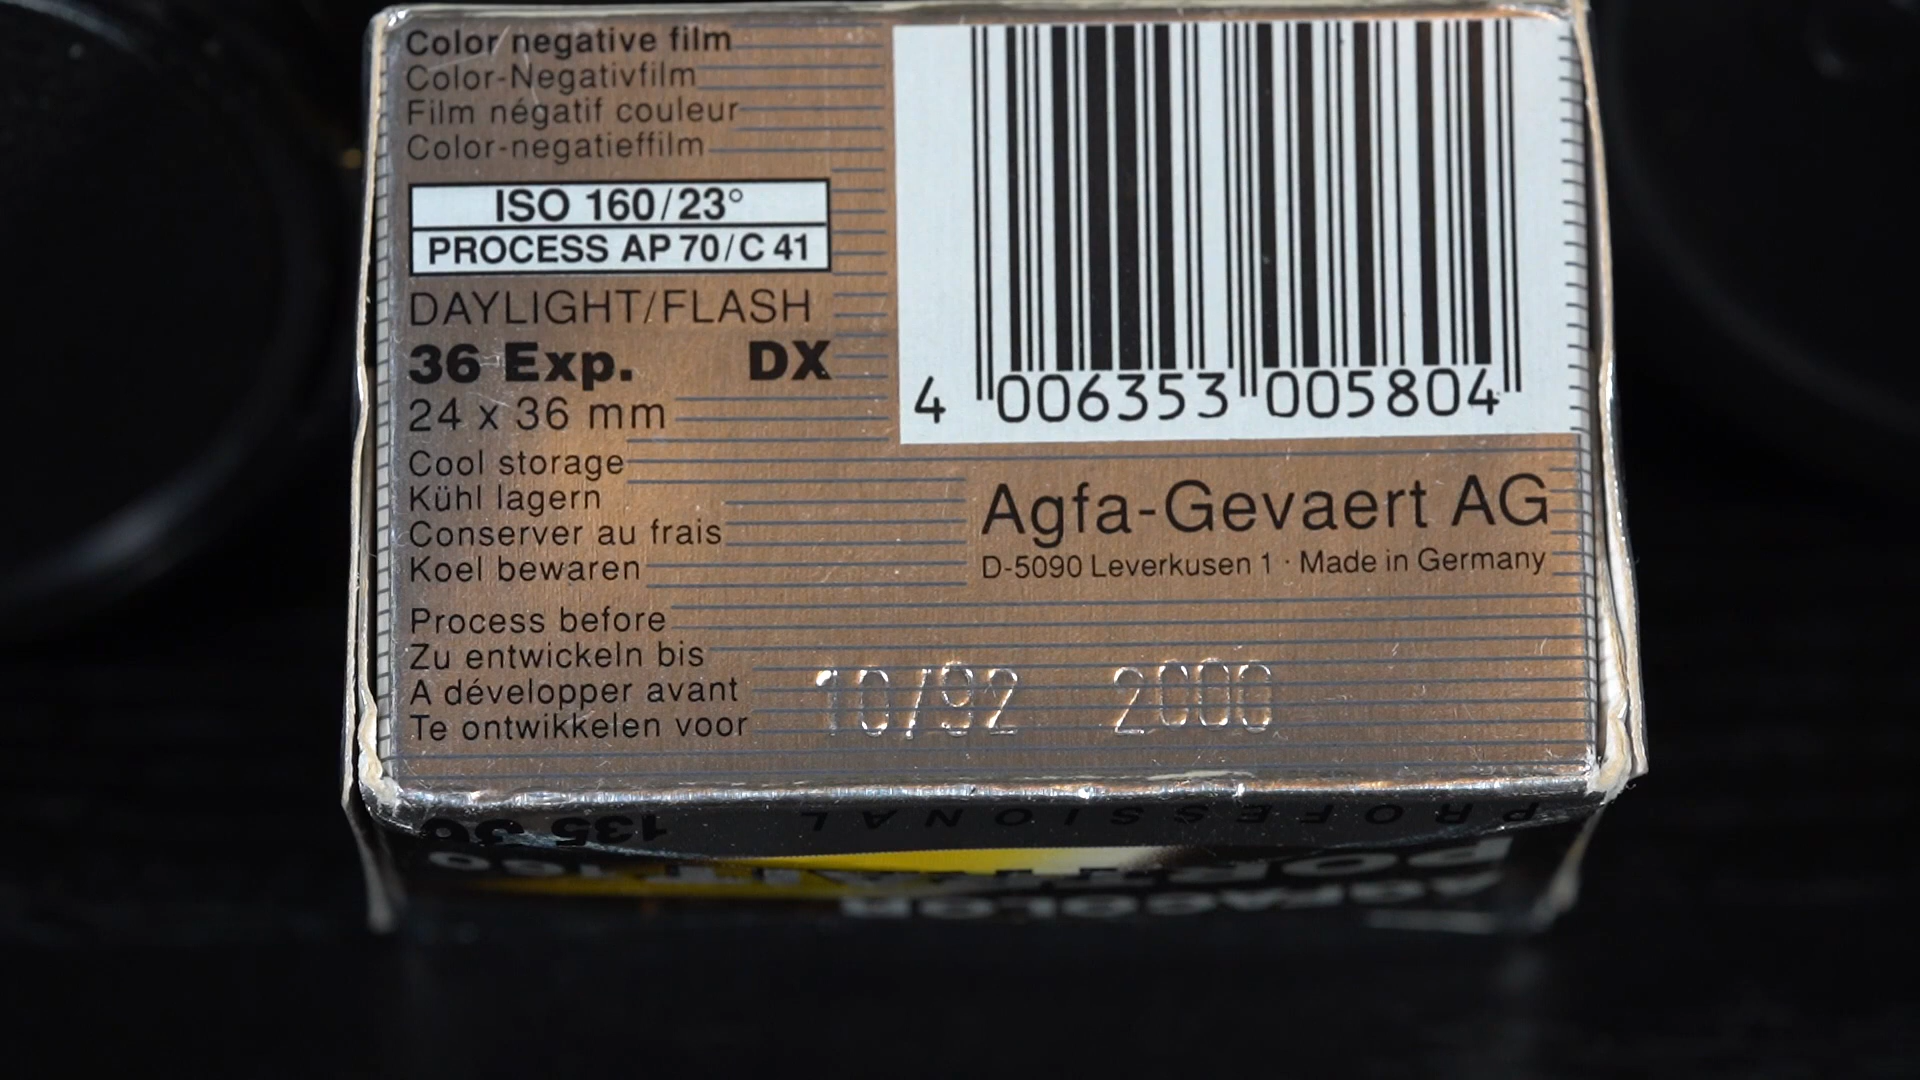 Color negative film
Color-Negativfilm
Film négatif couleur
Color-negatieffilm
ISO 160/23°
PROCESS AP 70/C 41
DAYLIGHT/FLASH
36 Exp. DX
24 x 36 mm
Cool storage
Kühl lagern
Conserver au frais
Koel bewaren
Process before
Zu entwickeln bis
A développer avant
Te ontwikkelen voor
10/92 2000
4 006353 005804
Agfa-Gevaert AG
D-5090 Leverkusen 1 · Made in Germany
PROFESSIONAL
135 36
AGFACOLOR